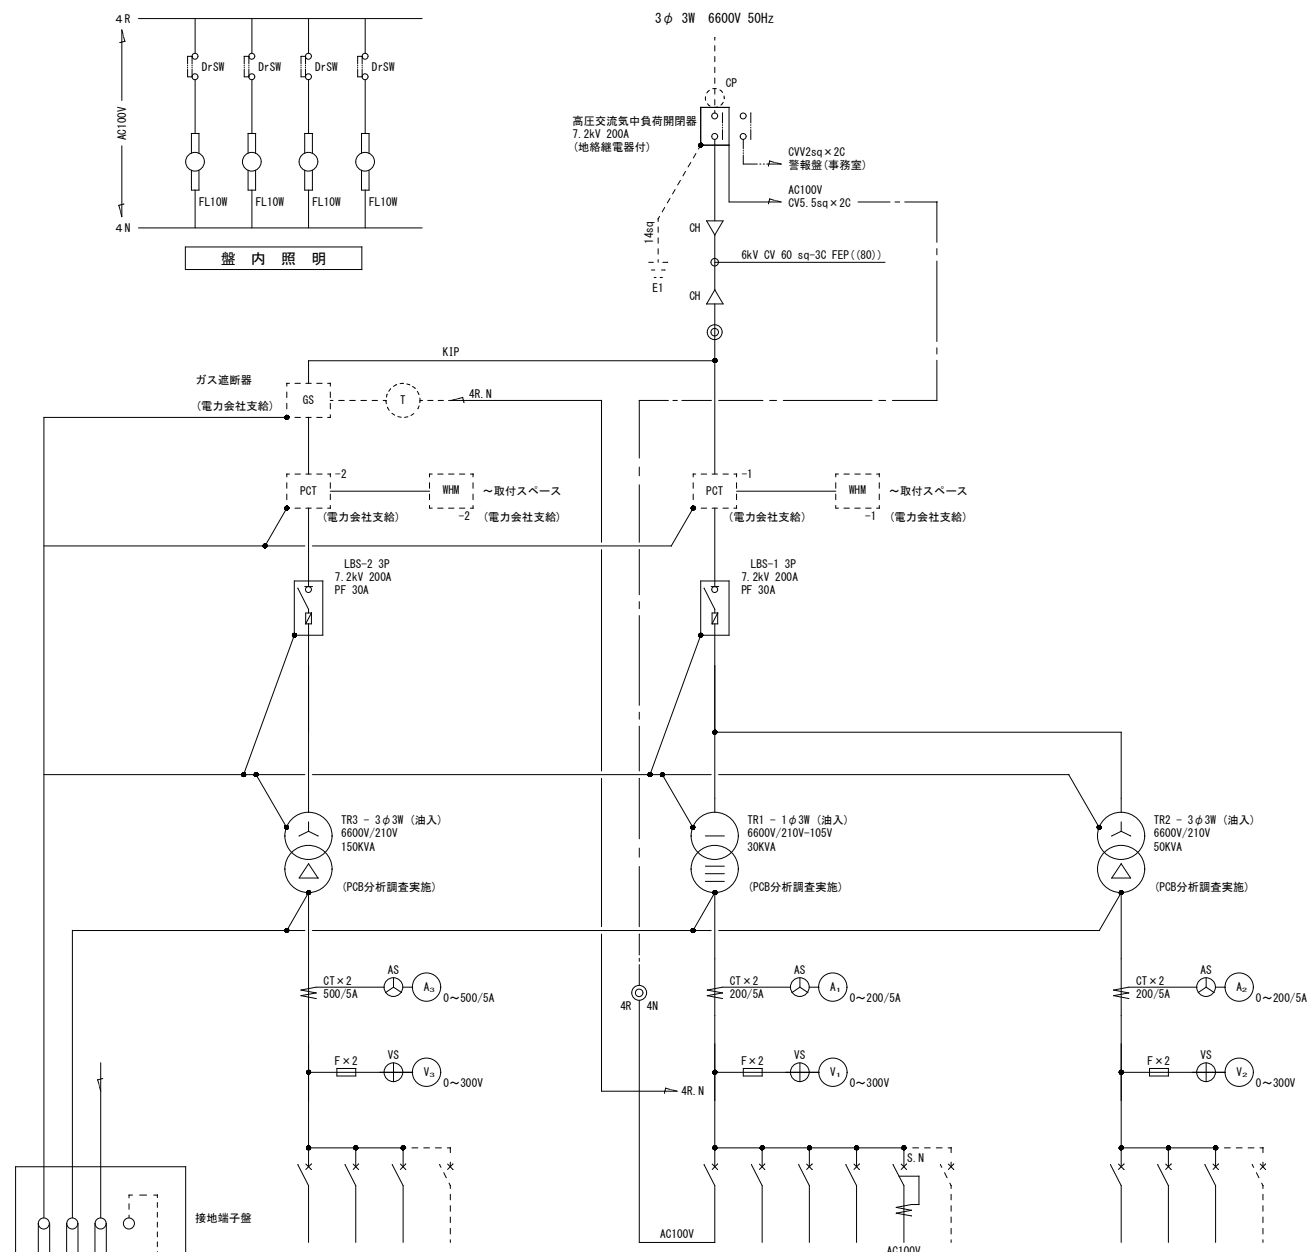 4R
DrSW
DrSW
DrSW
DrSW
AC100V
FL10W
FL10W
FL10W
FL10W
4N
盤内照明
3φ 3W 6600V 50Hz
CP
高圧交流気中負荷開閉器
7.2kV 200A
(地絡継電器付)
CVV2sq×2C
警報盤(事務室)
AC100V
CV5.5sq×2C
14sq
E1
CH
6kV CV 60 sq-3C FEP((80))
CH
KIP
ガス遮断器
(電力会社支給)
GS
T
4R.N
PCT
-2
WHM
～取付スペース
(電力会社支給)
-2 (電力会社支給)
PCT
-1
WHM
～取付スペース
(電力会社支給)
-1 (電力会社支給)
LBS-2 3P
7.2kV 200A
PF 30A
LBS-1 3P
7.2kV 200A
PF 30A
TR3 - 3φ3W (油入)
6600V/210V
150KVA
(PCB分析調査実施)
TR1 - 1φ3W (油入)
6600V/210V-105V
30KVA
(PCB分析調査実施)
TR2 - 3φ3W (油入)
6600V/210V
50KVA
(PCB分析調査実施)
CT×2
500/5A
AS
A₃
0～500/5A
4R 4N
CT×2
200/5A
AS
A₁
0～200/5A
CT×2
200/5A
AS
A₂
0～200/5A
F×2
VS
V₃
0～300V
4R.N
F×2
VS
V₁
0～300V
F×2
VS
V₂
0～300V
S.N
接地端子盤
AC100V
AC100V